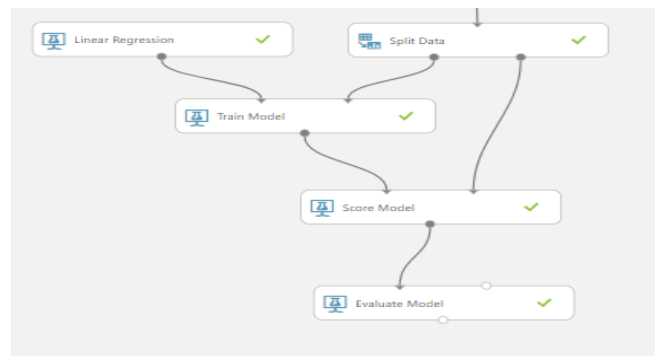 Linear Regression
Split Data
Train Model
Score Model
Evaluate Model